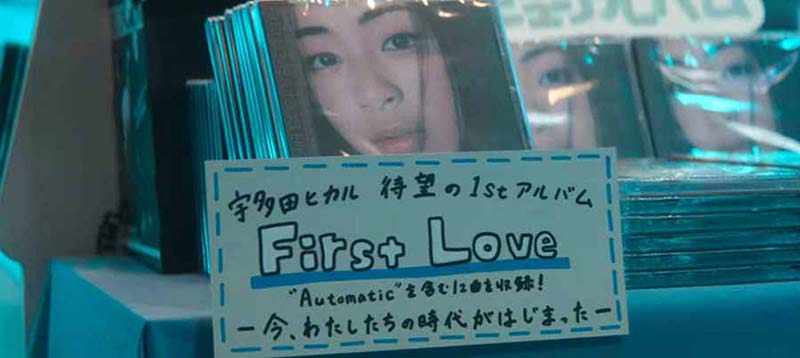 宇多田ヒカル 待望の1stアルバム
First Love
"Automatic"を含む12曲を収録!
ー今、わたしたちの時代がはじまったー